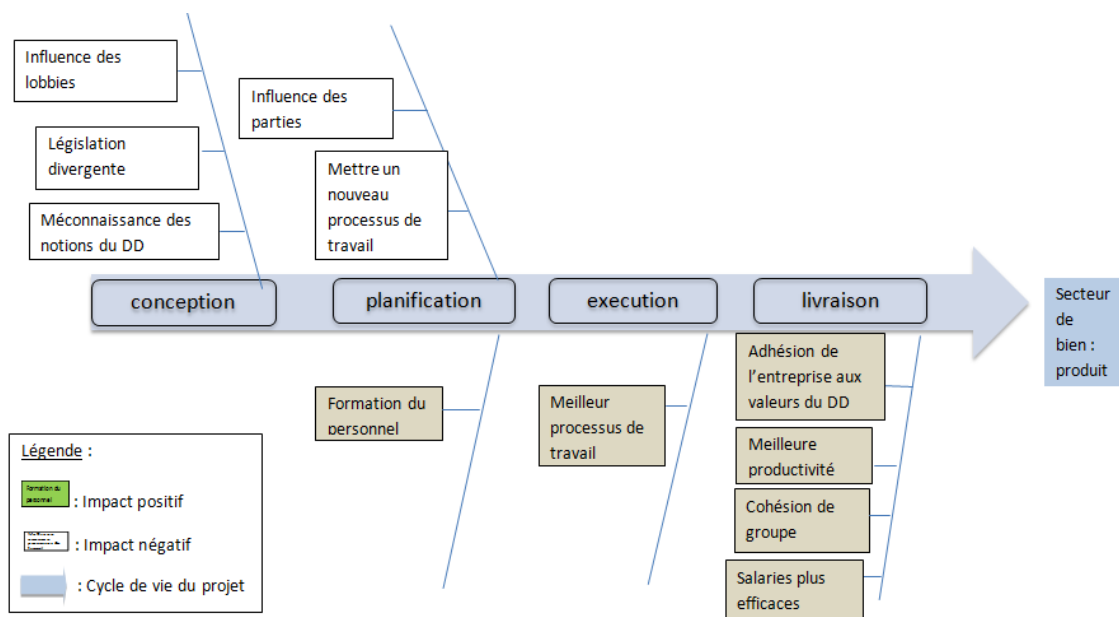 Influence des
lobbies
Influence des
parties
Législation
divergente
Mettre un
nouveau
processus de
travail
Méconnaissance des
notions du DD
conception
planification
execution
livraison
Secteur
de
bien :
produit
Formation du
personnel
Meilleur
processus de
travail
Adhésion de
l'entreprise aux
valeurs du DD
Meilleure
productivité
Cohésion de
groupe
Salaries plus
efficaces
Légende :
Formation du
personnel
: Impact positif
: Impact négatif
: Cycle de vie du projet